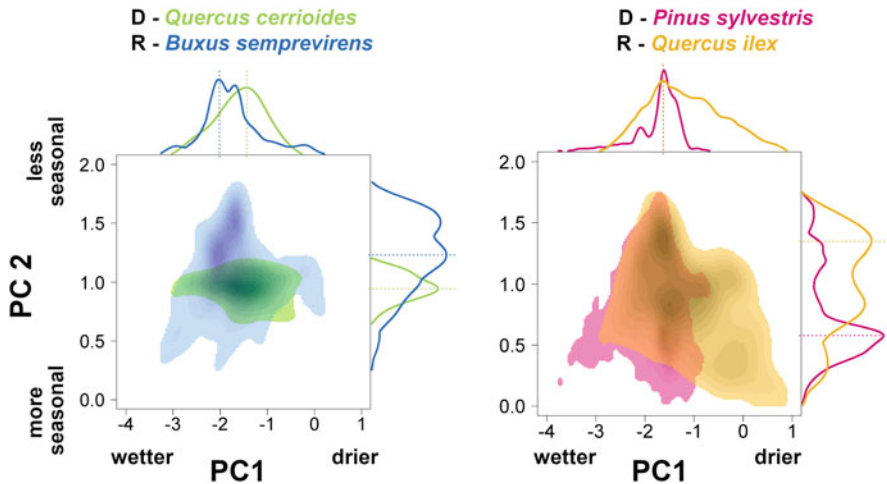 D - Quercus cerrioides
R - Buxus semprevirens
D - Pinus sylvestris
R - Quercus ilex
less
seasonal
PC 2
more
seasonal
2.0
1.5
1.0
0.5
0.0
-4 -3 -2 -1 0 1
wetter drier
PC1
2.0
1.5
1.0
0.5
0.0
-4 -3 -2 -1 0 1
wetter drier
PC1